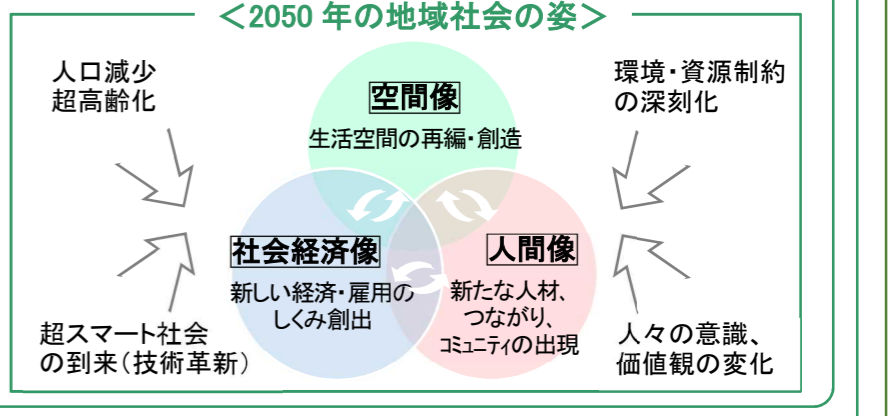 ＜2050 年の地域社会の姿＞
人口減少
超高齢化
環境・資源制約
の深刻化
空間像
生活空間の再編・創造
社会経済像
新しい経済・雇用の
しくみ創出
人間像
新たな人材、
つながり、
コミュニティの出現
超スマート社会
の到来（技術革新）
人々の意識、
価値観の変化